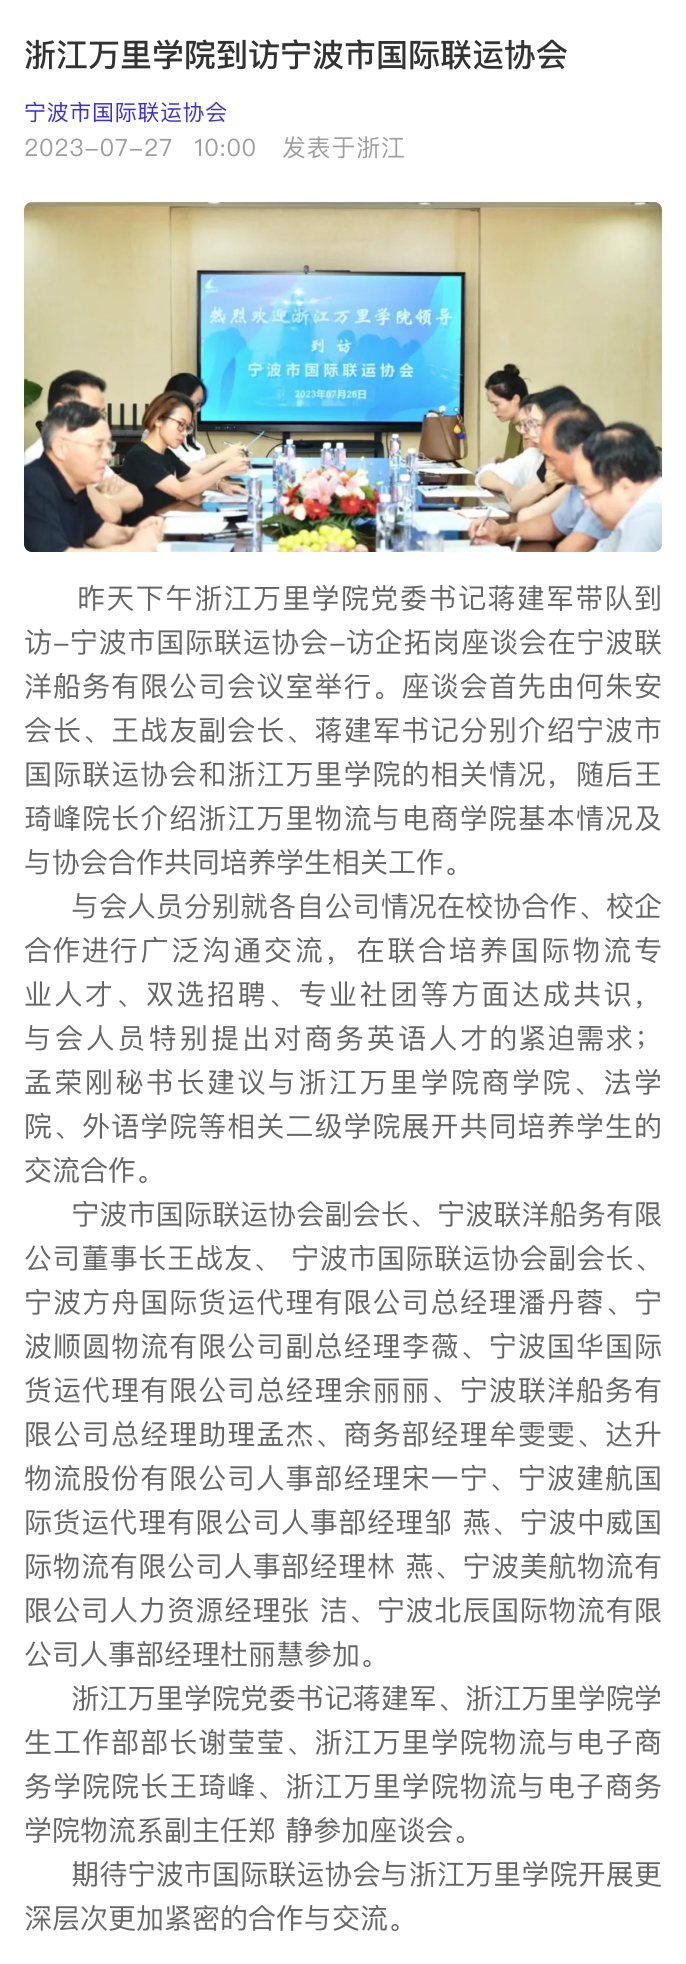 浙江万里学院到访宁波市国际联运协会
宁波市国际联运协会
2023-07-27 10:00 发表于浙江
热烈欢迎浙江万里学院领导
到 访
宁波市国际联运协会
2023年07月26日
昨天下午浙江万里学院党委书记蒋建军带队到
访-宁波市国际联运协会-访企拓岗座谈会在宁波联
洋船务有限公司会议室举行。座谈会首先由何朱安
会长、王战友副会长、蒋建军书记分别介绍宁波市
国际联运协会和浙江万里学院的相关情况，随后王
琦峰院长介绍浙江万里物流与电商学院基本情况及
与协会合作共同培养学生相关工作。
与会人员分别就各自公司情况在校协合作、校企
合作进行广泛沟通交流，在联合培养国际物流专
业人才、双选招聘、专业社团等方面达成共识，
与会人员特别提出对商务英语人才的紧迫需求；
孟荣刚秘书长建议与浙江万里学院商学院、法学
院、外语学院等相关二级学院展开共同培养学生的
交流合作。
宁波市国际联运协会副会长、宁波联洋船务有限
公司董事长王战友、 宁波市国际联运协会副会长、
宁波方舟国际货运代理有限公司总经理潘丹蓉、宁
波顺圆物流有限公司副总经理李薇、宁波国华国际
货运代理有限公司总经理余丽丽、宁波联洋船务有
限公司总经理助理孟杰、商务部经理牟雯雯、达升
物流股份有限公司人事部经理宋一宁、宁波建航国
际货运代理有限公司人事部经理邹 燕、宁波中威国
际物流有限公司人事部经理林 燕、宁波美航物流有
限公司人力资源经理张 洁、宁波北辰国际物流有限
公司人事部经理杜丽慧参加。
浙江万里学院党委书记蒋建军、浙江万里学院学
生工作部部长谢莹莹、浙江万里学院物流与电子商
务学院院长王琦峰、浙江万里学院物流与电子商务
学院物流系副主任郑 静参加座谈会。
期待宁波市国际联运协会与浙江万里学院开展更
深层次更加紧密的合作与交流。